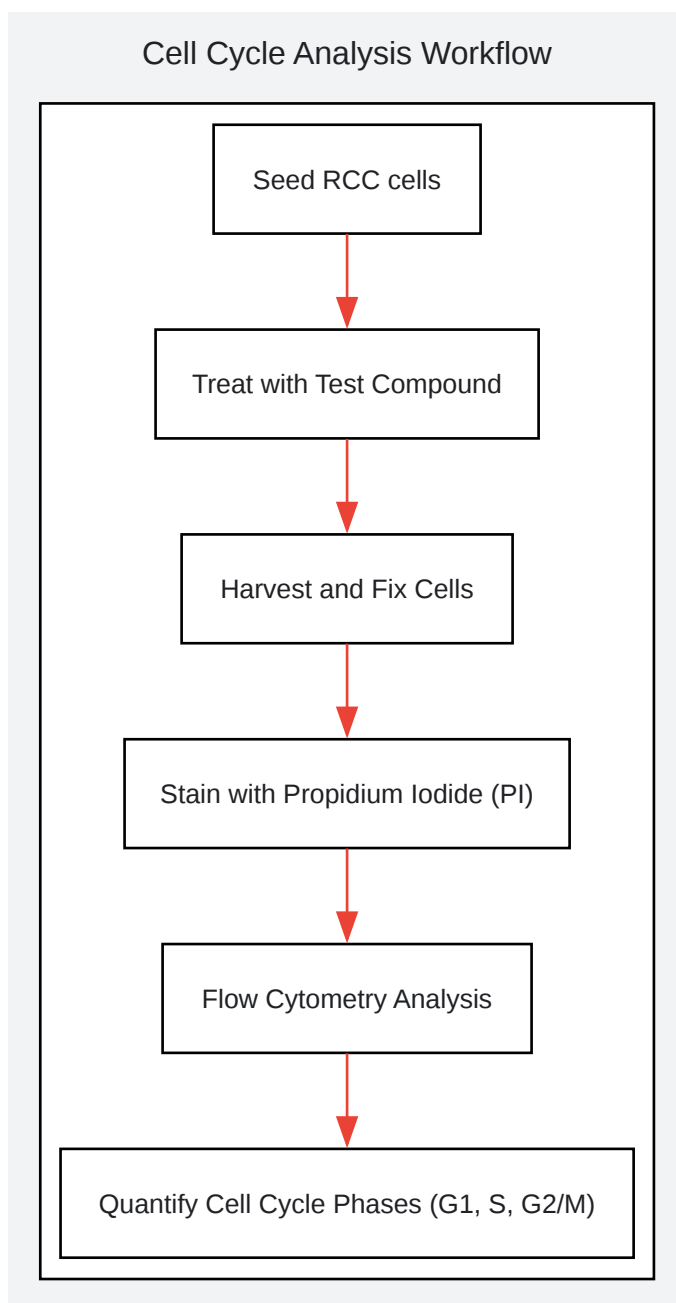 Cell Cycle Analysis Workflow
Seed RCC cells
Treat with Test Compound
Harvest and Fix Cells
Stain with Propidium Iodide (PI)
Flow Cytometry Analysis
Quantify Cell Cycle Phases (G1, S, G2/M)